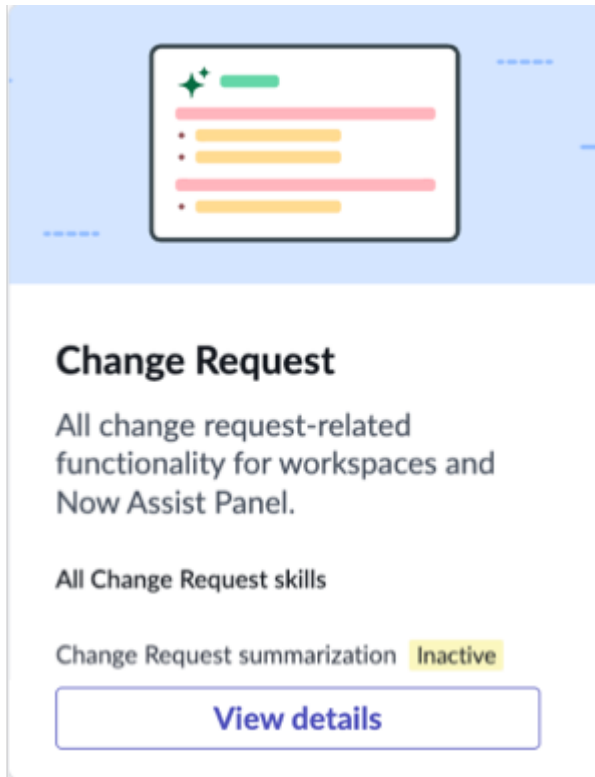 Change Request
All change request-related
functionality for workspaces and
Now Assist Panel.
All Change Request skills
Change Request summarization Inactive
View details